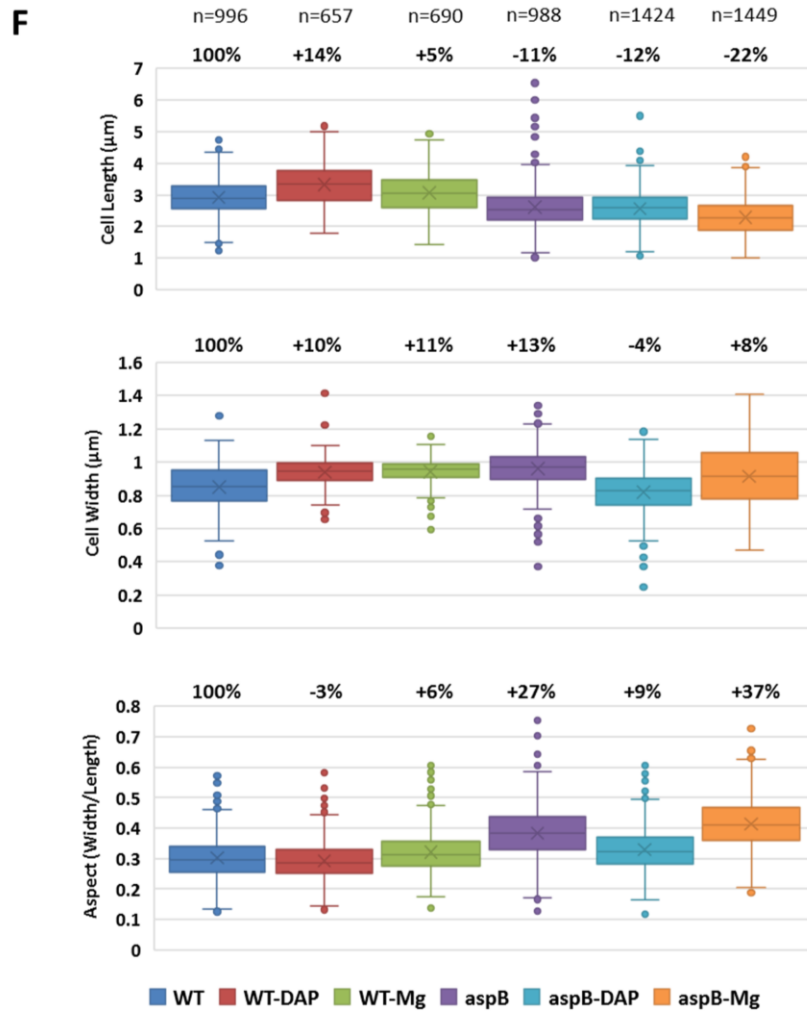 F
n=996 n=657 n=690 n=988 n=1424 n=1449
100% +14% +5% -11% -12% -22%
7
6
5
4
3
2
1
0
Cell Length (µm)
100% +10% +11% +13% -4% +8%
1.6
1.4
1.2
1
0.8
0.6
0.4
0.2
0
Cell Width (µm)
100% -3% +6% +27% +9% +37%
0.8
0.7
0.6
0.5
0.4
0.3
0.2
0.1
0
Aspect (Width/Length)
WT WT-DAP WT-Mg aspB aspB-DAP aspB-Mg